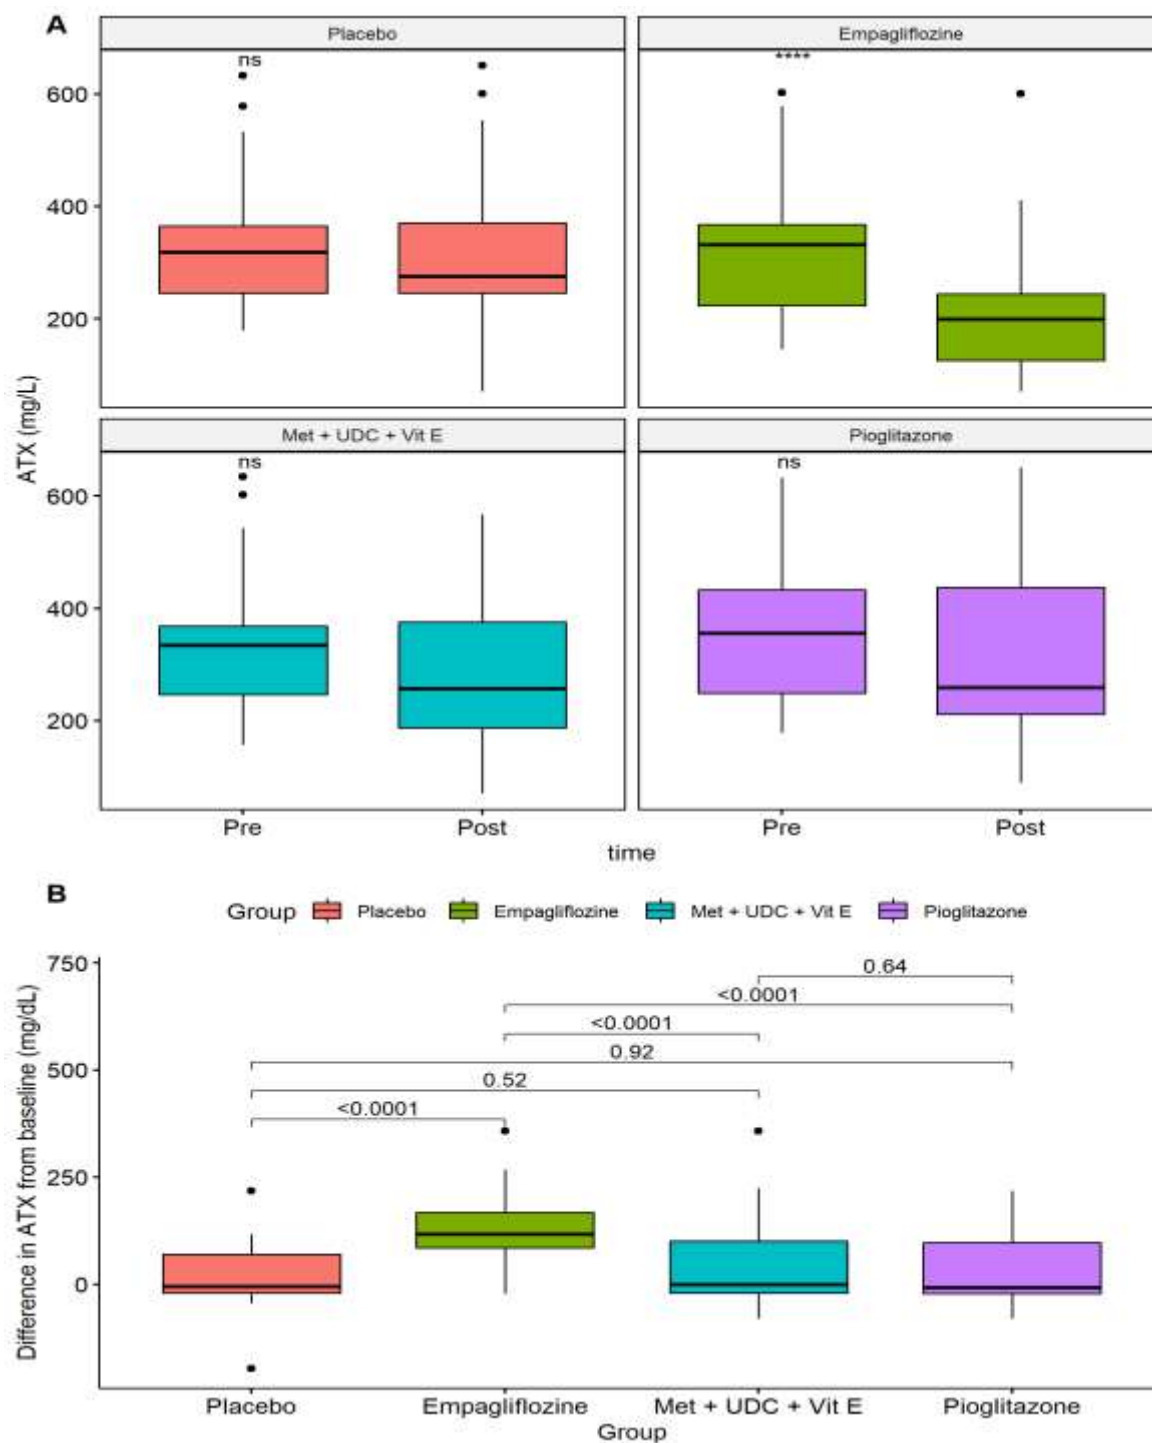 A
Placebo
Empagliflozine
ns
****
600
400
200
ATX (mg/L)
Met + UDC + Vit E
Pioglitazone
ns
ns
600
400
200
Pre
Post
Pre
Post
time
B
Group Placebo Empagliflozine Met + UDC + Vit E Pioglitazone
750
500
250
0
Difference in ATX from baseline (mg/dL)
0.64
<0.0001
<0.0001
0.92
0.52
<0.0001
Placebo
Empagliflozine
Met + UDC + Vit E
Pioglitazone
Group